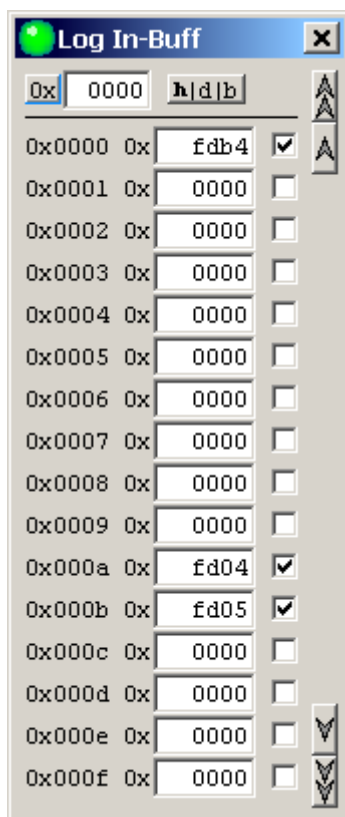 Log In-Buff
0x 0000 h|d|b
0x0000 0x fdb4
0x0001 0x 0000
0x0002 0x 0000
0x0003 0x 0000
0x0004 0x 0000
0x0005 0x 0000
0x0006 0x 0000
0x0007 0x 0000
0x0008 0x 0000
0x0009 0x 0000
0x000a 0x fd04
0x000b 0x fd05
0x000c 0x 0000
0x000d 0x 0000
0x000e 0x 0000
0x000f 0x 0000